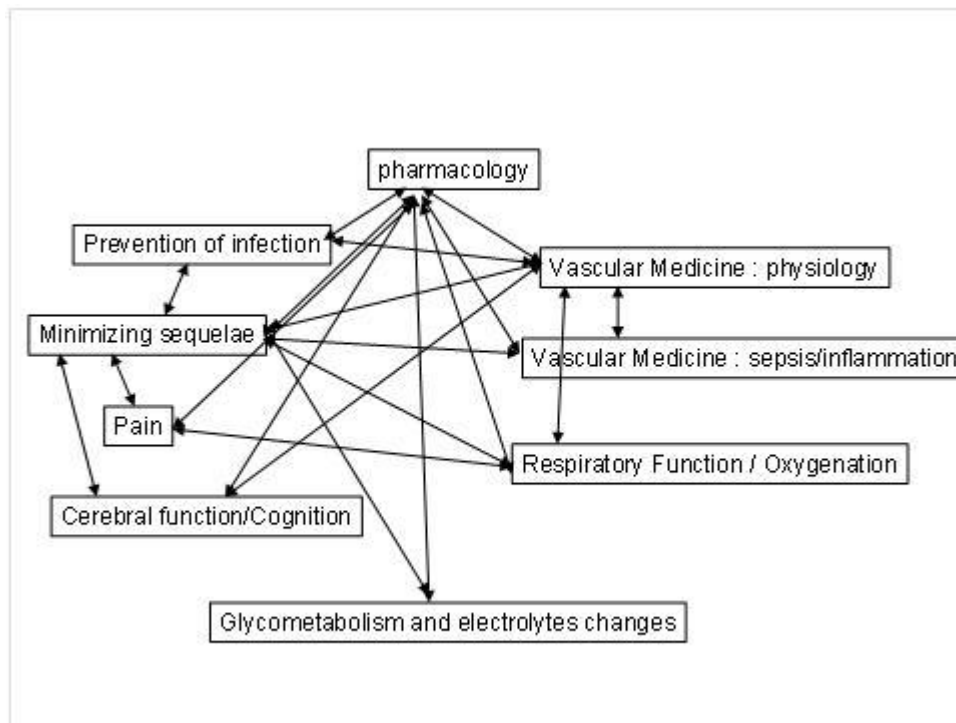 pharmacology
Prevention of infection
Vascular Medicine : physiology
Minimizing sequelae
Vascular Medicine : sepsis/inflammation
Pain
Respiratory Function / Oxygenation
Cerebral function/Cognition
Glycometabolism and electrolytes changes